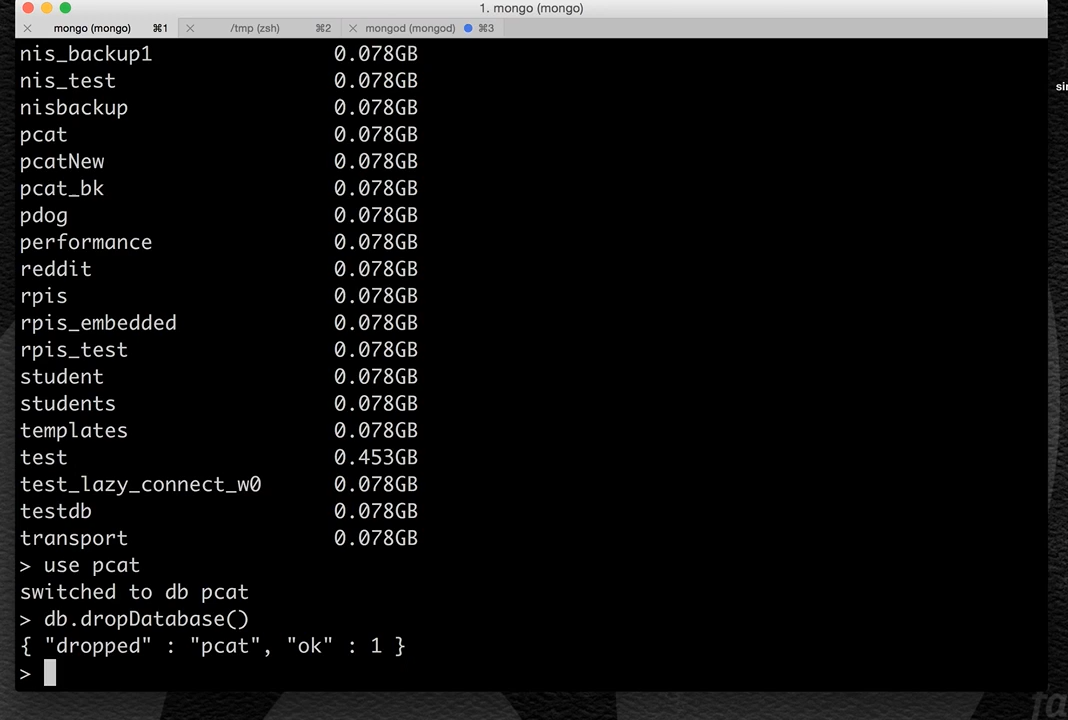 1. mongo (mongo)
mongo (mongo) ⌘1 /tmp (zsh) ⌘2 mongod (mongod) ⌘3
nis_backup1 0.078GB
nis_test 0.078GB
nisbackup 0.078GB
pcat 0.078GB
pcatNew 0.078GB
pcat_bk 0.078GB
pdog 0.078GB
performance 0.078GB
reddit 0.078GB
rpis 0.078GB
rpis_embedded 0.078GB
rpis_test 0.078GB
student 0.078GB
students 0.078GB
templates 0.078GB
test 0.453GB
test_lazy_connect_w0 0.078GB
testdb 0.078GB
transport 0.078GB
> use pcat
switched to db pcat
> db.dropDatabase()
{ "dropped" : "pcat", "ok" : 1 }
>